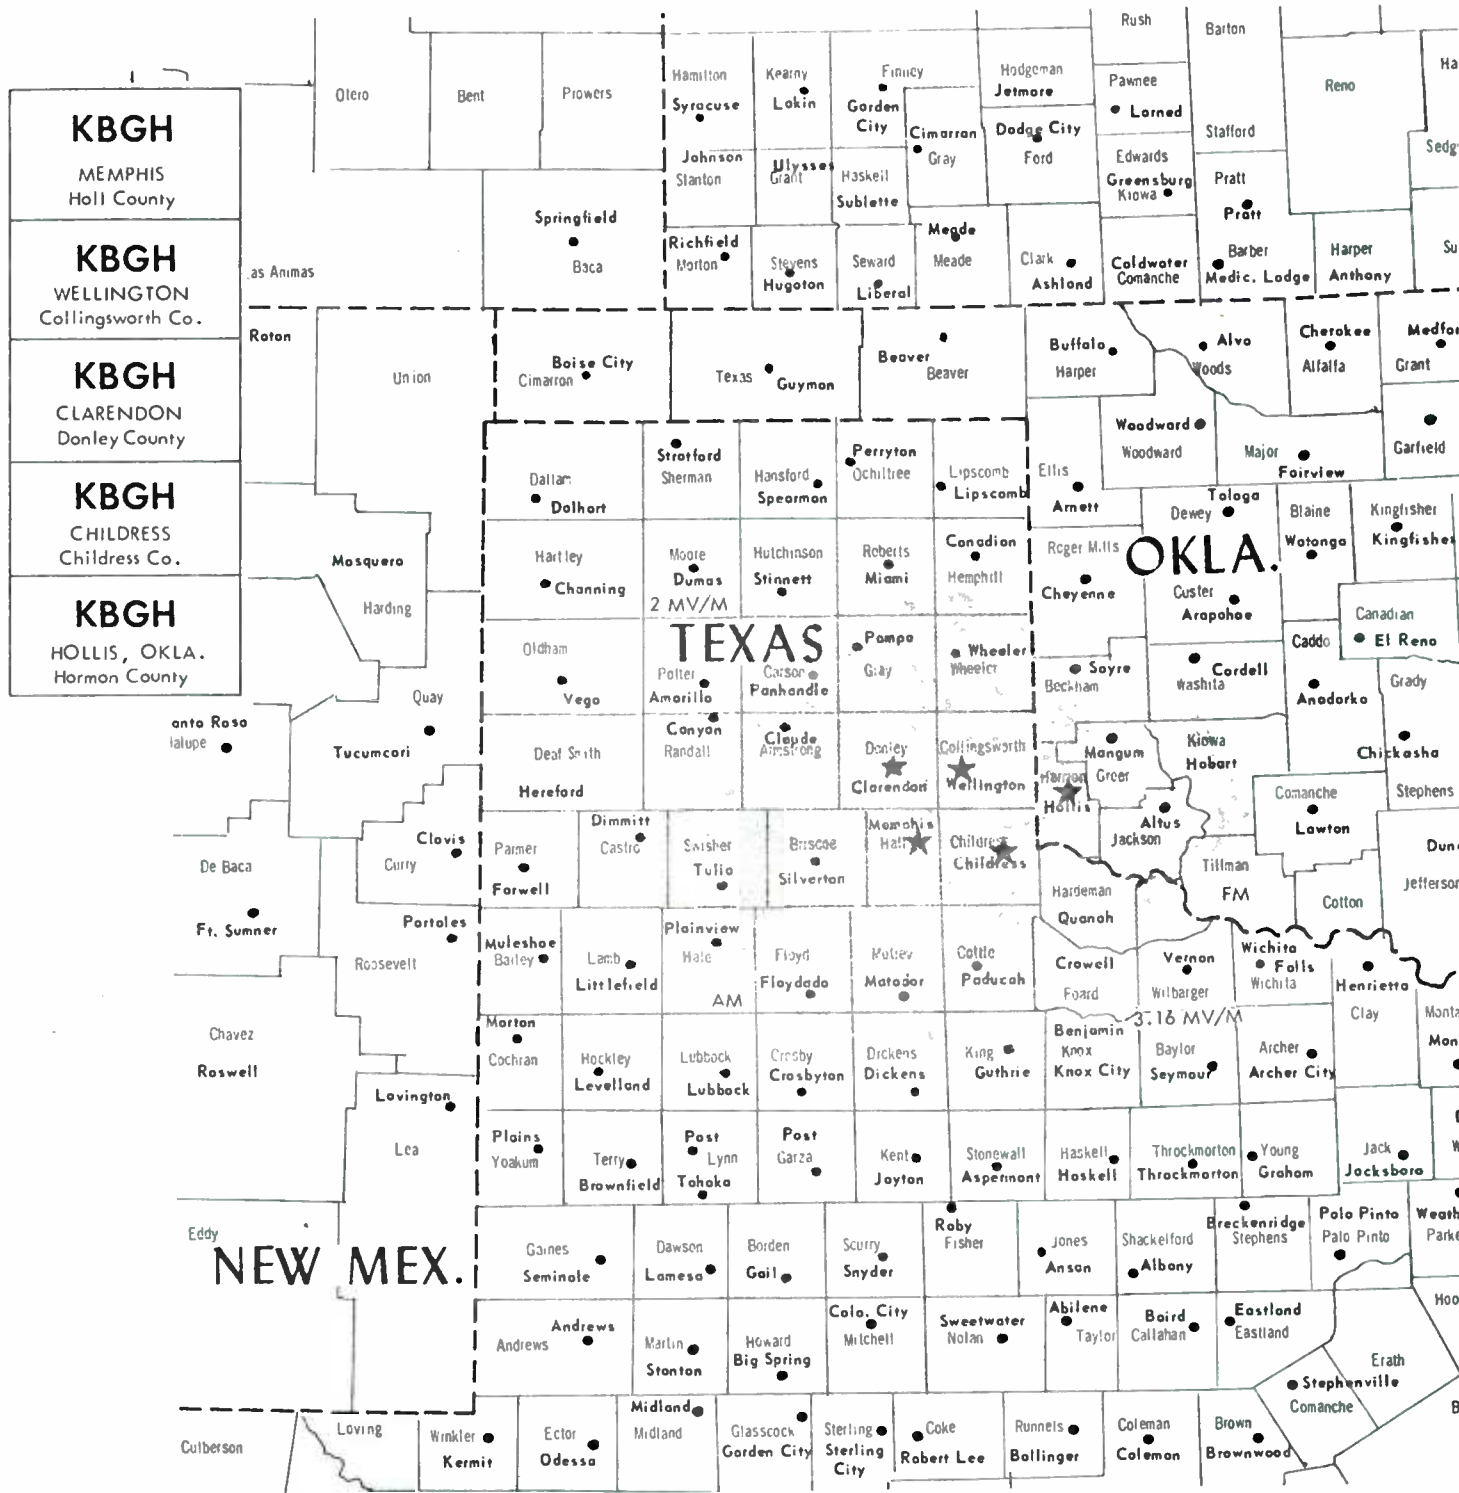 KBGH
MEMPHIS
Hall County
KBGH
WELLINGTON
Collingsworth Co.
KBGH
CLARENDON
Donley County
KBGH
CHILDRESS
Childress Co.
KBGH
HOLLIS, OKLA.
Harmon County
Rush
Barton
Otero
Bent
Prowers
Hamilton
Syracuse
Kearny
Lakin
Finney
Garden
City
Hodgeman
Jetmore
Pawnee
Larned
Reno
Ha
Cimarron
Gray
Dodge City
Ford
Stafford
Sedg
Johnson
Stanton
Ulysses
Grant
Haskell
Sublette
Edwards
Greensburg
Kiowa
Pratt
Pratt
Springfield
Baca
as Animas
Richfield
Morton
Stevens
Hugoton
Seward
Liberal
Meade
Meade
Clark
Ashland
Coldwater
Comanche
Barber
Medic. Lodge
Harper
Anthony
Su
Raton
Union
Boise City
Cimarron
Texas
Guymon
Beaver
Beaver
Buffalo
Harper
Alva
Woods
Cherokee
Alfalfa
Medfor
Grant
Woodward
Woodward
Major
Fairview
Garfield
Dallam
Dalhart
Stratford
Sherman
Hansford
Spearman
Perryton
Ochiltree
Lipscomb
Lipscomb
Ellis
Arnett
Taloga
Dewey
Blaine
Watonga
Kingfisher
Kingfisher
Mosquero
Harding
Hartley
Channing
Moore
Dumas
Hutchinson
Stinnett
Roberts
Miami
Canadian
Hemphill
Roger Mills
Cheyenne
OKLA.
Custer
Arapahoe
Canadian
El Reno
2 MV/M
TEXAS
Oldham
Vega
Potter
Amarillo
Carson
Panhandle
Pampa
Gray
Wheeler
Wheeler
Sayre
Beckham
Cordell
Washita
Caddo
Anadarko
Grady
anta Rosa
alupe
Quay
Tucumcari
Deaf Smith
Hereford
Canyon
Randall
Claude
Armstrong
Donley
Clarendon
Collingsworth
Wellington
Harmon
Hollis
Mangum
Greer
Kiowa
Hobart
Chickasha
Comanche
Lawton
Stephens
Clovis
Curry
De Baca
Ft. Sumner
Parmer
Farwell
Dimmitt
Castro
Swisher
Tulia
Briscoe
Silverton
Memphis
Hall
Childress
Childress
Altus
Jackson
Tillman
FM
Dunc
Jefferson
Cotton
Hardeman
Quanah
Portales
Roosevelt
Muleshoe
Bailey
Lamb
Littlefield
Plainview
Hale
AM
Floyd
Floydada
Motley
Matador
Cottle
Paducah
Crowell
Foard
Vernon
Wilbarger
Wichita
Falls
Wichita
Henrietta
Clay
3.16 MV/M
Chavez
Roswell
Morton
Cochran
Hockley
Levelland
Lubbock
Lubbock
Crosby
Crosbyton
Dickens
Dickens
King
Guthrie
Benjamin
Knox
Knox City
Baylor
Seymour
Archer
Archer City
Monta
Mon
Lovington
Lea
Plains
Yoakum
Terry
Brownfield
Post
Lynn
Tahoka
Post
Garza
Kent
Jayton
Stonewall
Aspermont
Haskell
Haskell
Throckmorton
Throckmorton
Young
Graham
Jack
Jacksboro
Eddy
NEW MEX.
Gaines
Seminole
Dawson
Lamesa
Borden
Gail
Scurry
Snyder
Roby
Fisher
Jones
Anson
Shackelford
Albany
Breckenridge
Stephens
Palo Pinto
Palo Pinto
Weath
Parke
Andrews
Andrews
Martin
Stanton
Howard
Big Spring
Colo. City
Mitchell
Sweetwater
Nolan
Abilene
Taylor
Baird
Callahan
Eastland
Eastland
Hoo
Erath
Stephenville
Comanche
Culberson
Loving
Winkler
Kermit
Ector
Odessa
Midland
Midland
Glasscock
Garden City
Sterling
Sterling
City
Coke
Robert Lee
Runnels
Ballinger
Coleman
Coleman
Brown
Brownwood